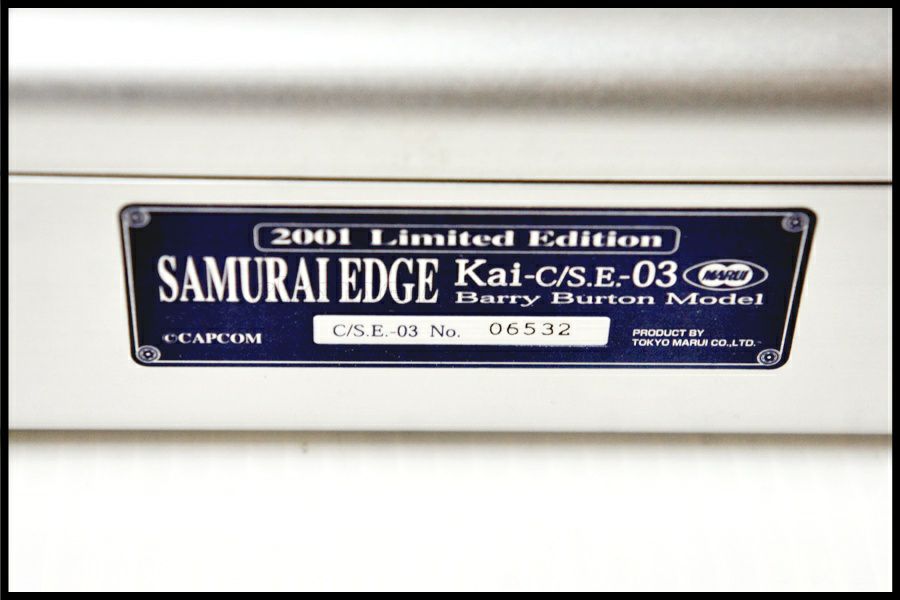 2001 Limited Edition
SAMURAI EDGE Kai-C/S.E.-03 MARUI
Barry Burton Model
©CAPCOM
C/S.E.-03 No. 06532
PRODUCT BY
TOKYO MARUI CO.,LTD.